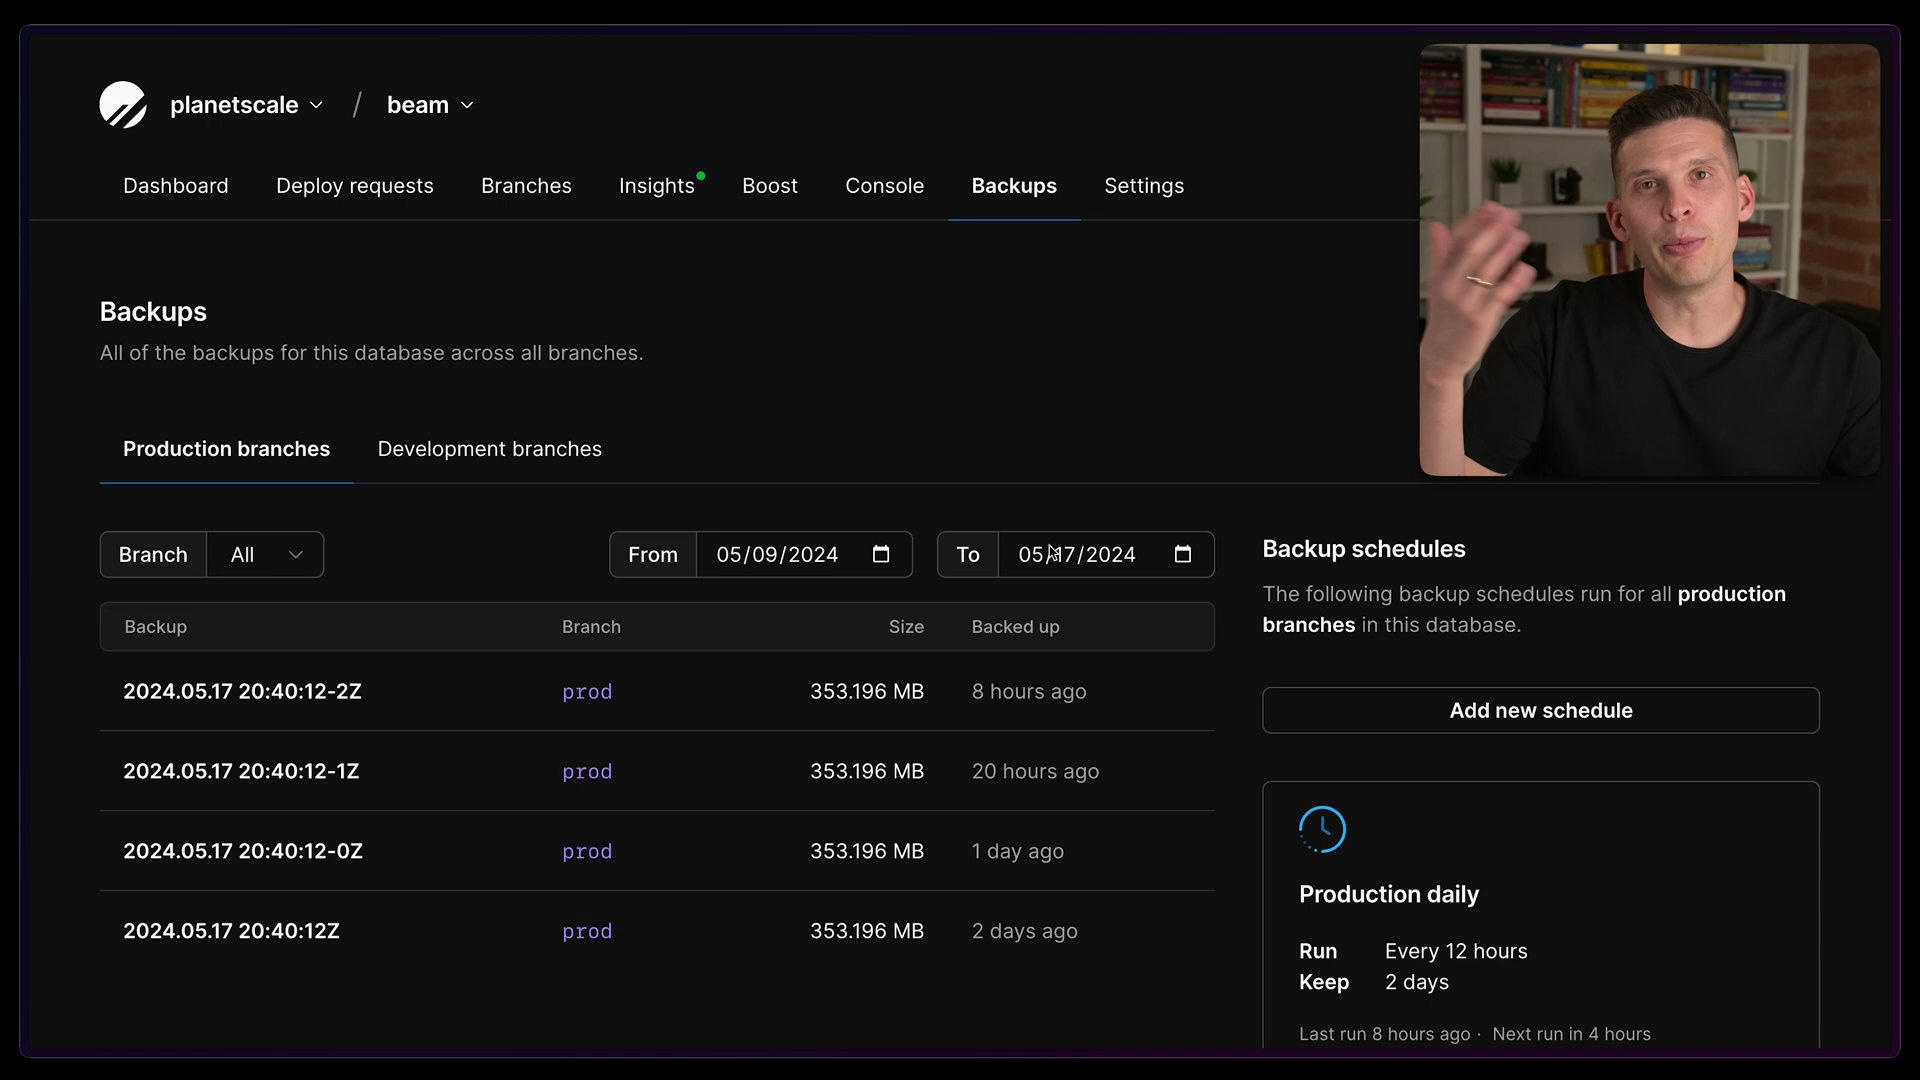 planetscale / beam
Dashboard Deploy requests Branches Insights Boost Console Backups Settings
Backups
All of the backups for this database across all branches.
Production branches Development branches
Branch All From 05/09/2024 To 05/17/2024
Backup Branch Size Backed up
2024.05.17 20:40:12-2Z prod 353.196 MB 8 hours ago
2024.05.17 20:40:12-1Z prod 353.196 MB 20 hours ago
2024.05.17 20:40:12-0Z prod 353.196 MB 1 day ago
2024.05.17 20:40:12Z prod 353.196 MB 2 days ago
Backup schedules
The following backup schedules run for all production
branches in this database.
Add new schedule
Production daily
Run Every 12 hours
Keep 2 days
Last run 8 hours ago · Next run in 4 hours